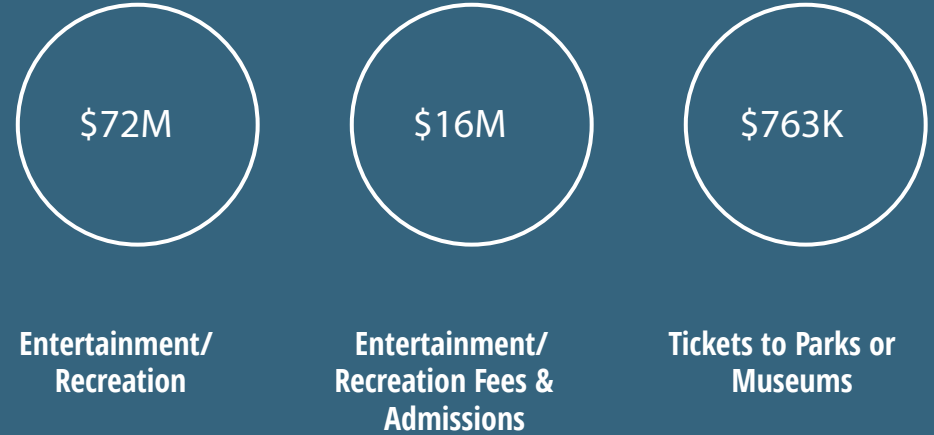 $72M
$16M
$763K
Entertainment/
Recreation
Entertainment/
Recreation Fees &
Admissions
Tickets to Parks or
Museums